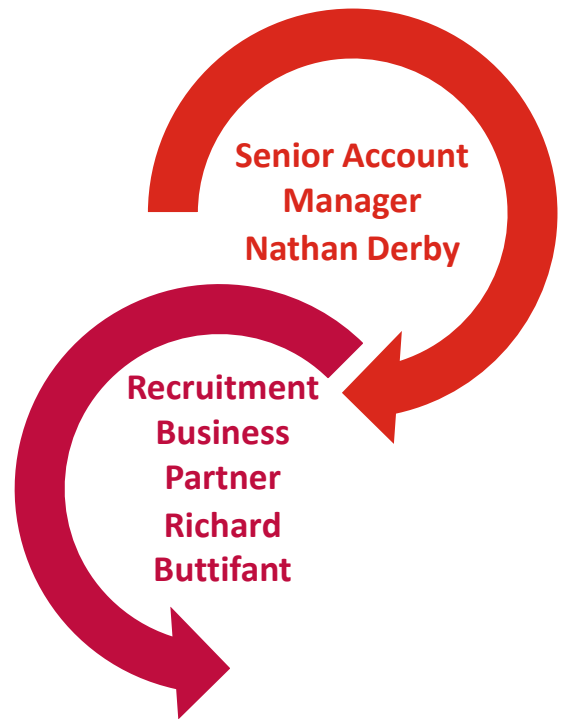 Senior Account
Manager
Nathan Derby
Recruitment
Business
Partner
Richard
Buttifant